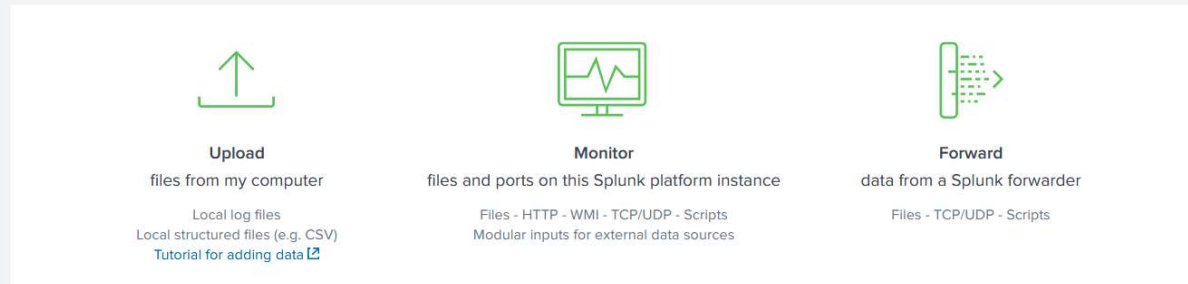 Upload
files from my computer
Local log files
Local structured files (e.g. CSV)
Tutorial for adding data
Monitor
files and ports on this Splunk platform instance
Files - HTTP - WMI - TCP/UDP - Scripts
Modular inputs for external data sources
Forward
data from a Splunk forwarder
Files - TCP/UDP - Scripts